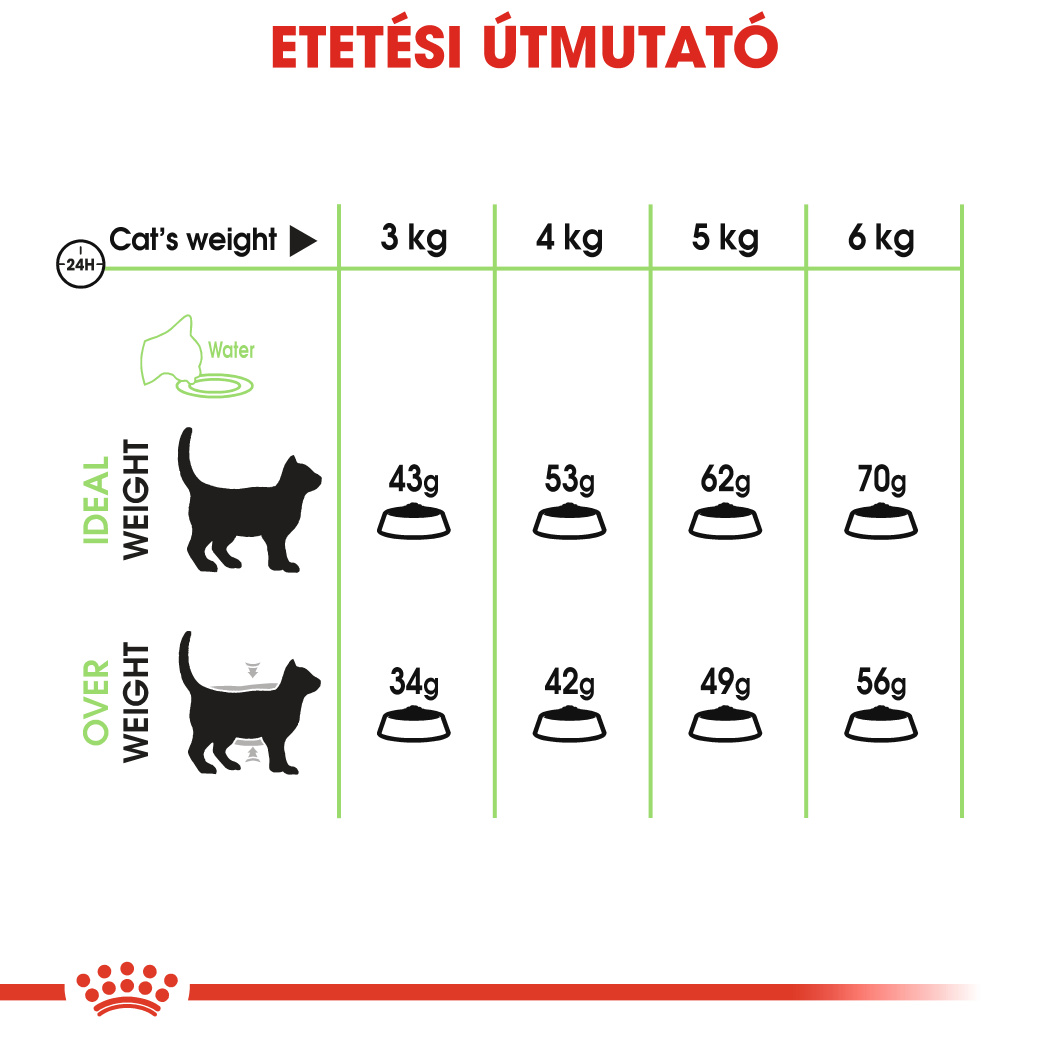 ETETÉSI ÚTMUTATÓ
24H Cat's weight 3 kg 4 kg 5 kg 6 kg
Water
IDEAL WEIGHT 43g 53g 62g 70g
OVER WEIGHT 34g 42g 49g 56g